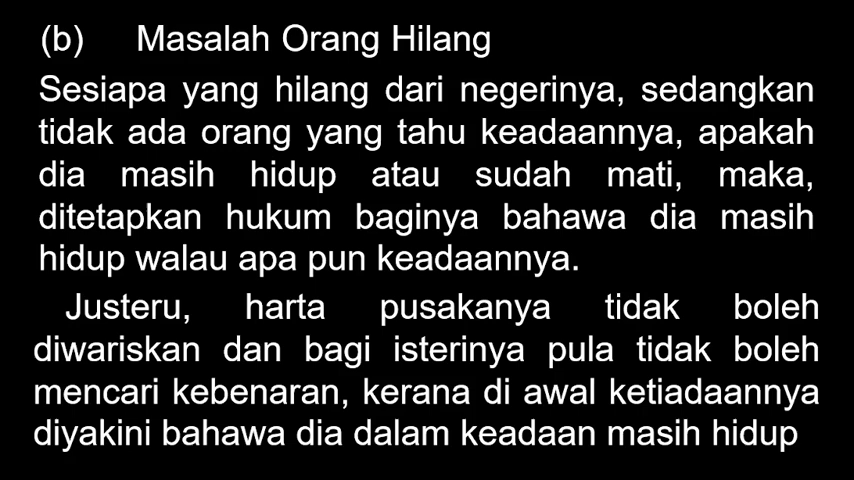 (b) Masalah Orang Hilang
Sesiapa yang hilang dari negerinya, sedangkan
tidak ada orang yang tahu keadaannya, apakah
dia masih hidup atau sudah mati, maka,
ditetapkan hukum baginya bahawa dia masih
hidup walau apa pun keadaannya.
Justeru, harta pusakanya tidak boleh
diwariskan dan bagi isterinya pula tidak boleh
mencari kebenaran, kerana di awal ketiadaannya
diyakini bahawa dia dalam keadaan masih hidup